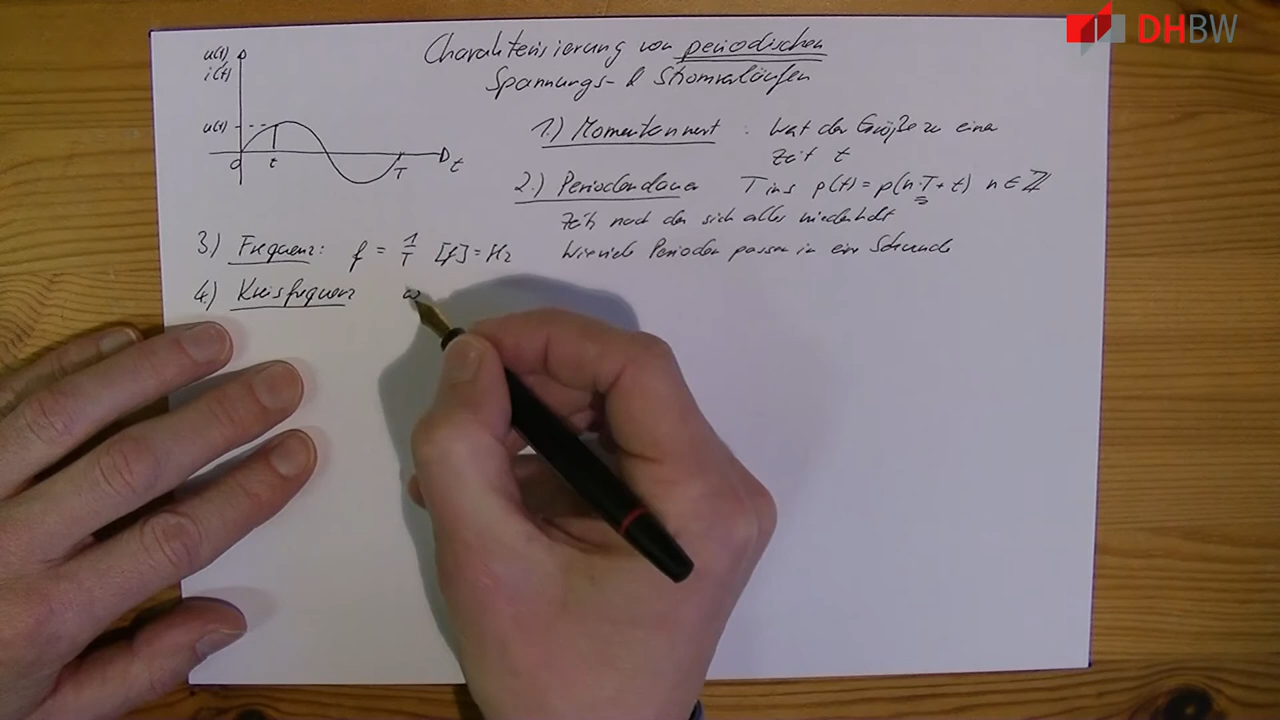 DHBW
Charakterisierung von periodischen
Spannungs- & Stromverläufen
u(t)
i(t)
u(t)
0 t T t
1.) Momentanwert : Wert der Größe zu einer
Zeit t
2.) Periodendauer T in s p(t) = p(n·T + t) n ∈ ℤ
Zeit, nach der sich alles wiederholt
3) Frequenz: f = 1/T [f] = Hz Wieviele Perioden passen in eine Sekunde
4.) Kreisfrequenz ω